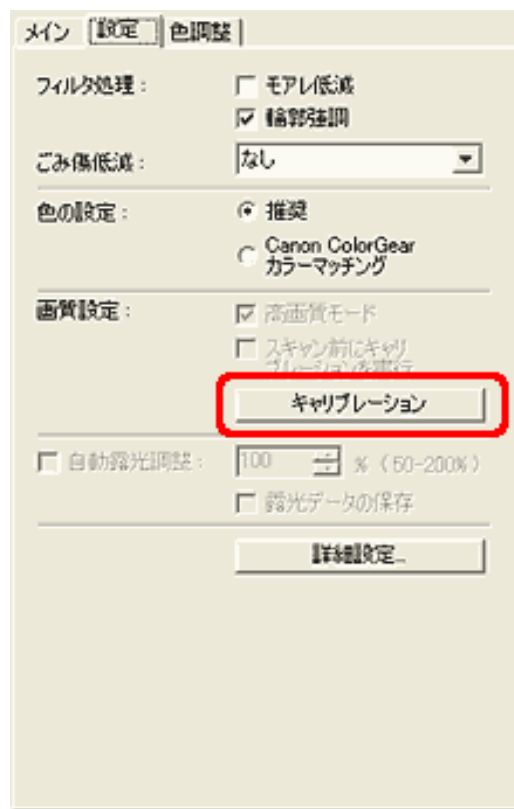 メイン 設定 色調整
フィルタ処理： モアレ低減
輪郭強調
ごみ傷低減： なし
色の設定： 推奨
Canon ColorGear
カラーマッチング
画質設定： 高画質モード
スキャン前にキャリ
ブレーションを実行
キャリブレーション
自動露光調整： 100 % (50-200%)
露光データの保存
詳細設定...